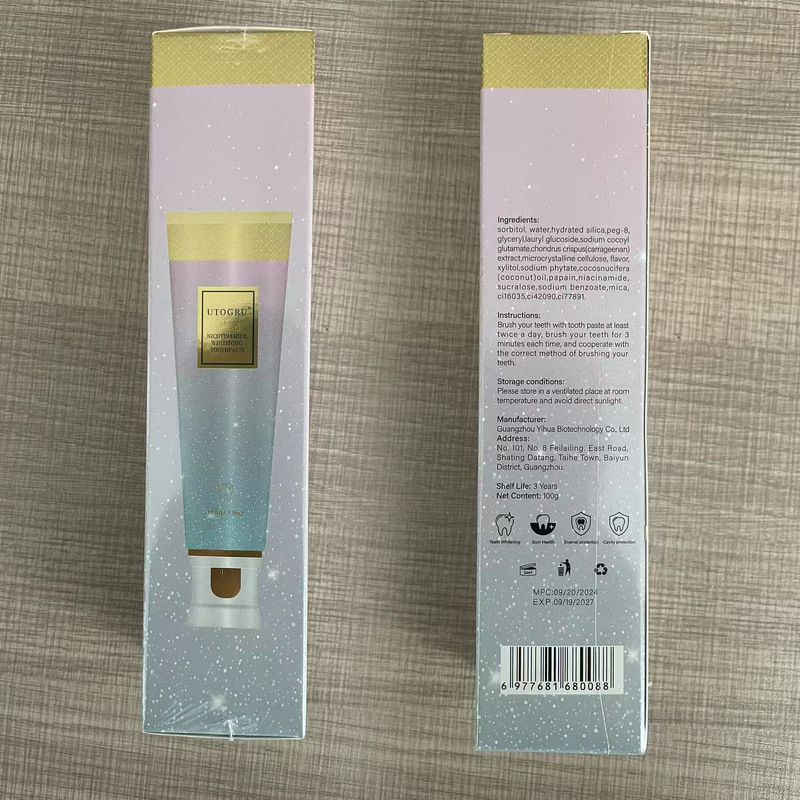 UTOGRU®
NICOTINAMIDE
WHITENING
TOOTHPASTE
Ingredients:
sorbitol, water,hydrated silica,peg-8,
glyceryl,lauryl glucoside,sodium cocoyl
glutamate,chondrus crispus(carrageenan)
extract,microcrystalline cellulose, flavor,
xylitol,sodium phytate,cocosnucifera
(coconut)oil,papain,niacinamide,
sucralose,sodium benzoate,mica,
ci16035,ci42090,ci77891.
Instructions:
Brush your teeth with tooth paste at least
twice a day, brush your teeth for 3
minutes each time, and cooperate with
the correct method of brushing your
teeth.
Storage conditions:
Please store in a ventilated place at room
temperature and avoid direct sunlight.
Manufacturer:
Guangzhou Yihua Biotechnology Co,. Ltd
Address:
No. 101, No. 8 Feilailing, East Road,
Shating Datang, Taihe Town, Baiyun
District, Guangzhou.
Shelf Life: 3 Years
Net Content: 100g
Teeth Whitening Gum Health Enamel protection Cavity protection
MPC:09/20/2024
EXP:09/19/2027
6 977681 680088